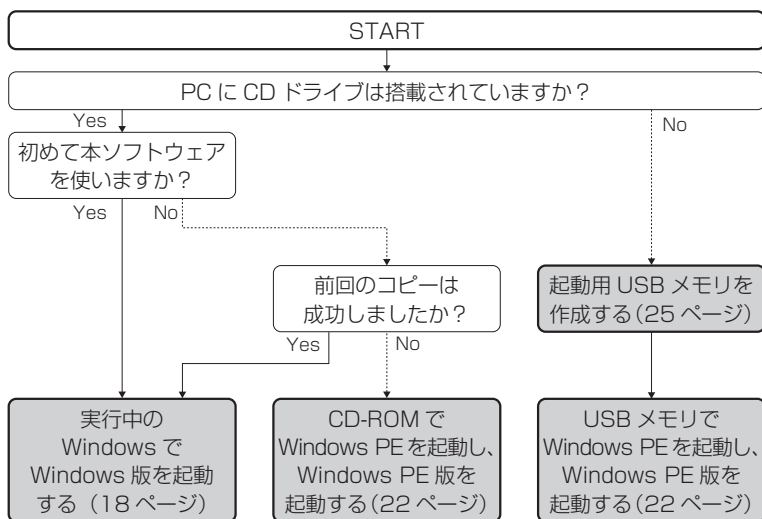 START
PC に CD ドライブは搭載されていますか？
Yes
No
初めて本ソフトウェア
を使いますか？
Yes
No
前回のコピーは
成功しましたか？
起動用 USB メモリを
作成する（25 ページ）
Yes
No
実行中の
Windows で
Windows 版を起動
する（18 ページ）
CD-ROM で
Windows PE を起動し、
Windows PE 版を
起動する（22 ページ）
USB メモリで
Windows PE を起動し、
Windows PE 版を
起動する（22 ページ）